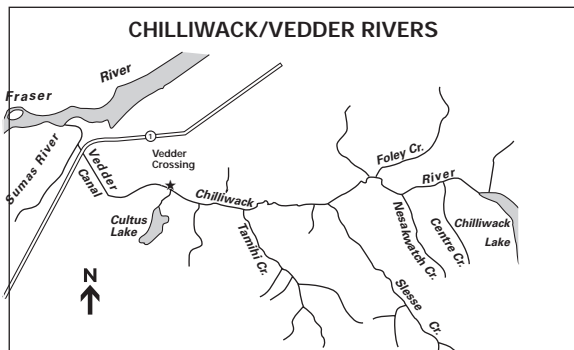 CHILLIWACK/VEDDER RIVERS
River
Fraser
1
Sumas River
Vedder
Canal
Vedder
Crossing
Foley Cr.
River
Chilliwack
Cultus
Lake
Tamihi Cr.
Nesakwatch Cr.
Centre Cr.
Chilliwack
Lake
Slesse
Cr.
N